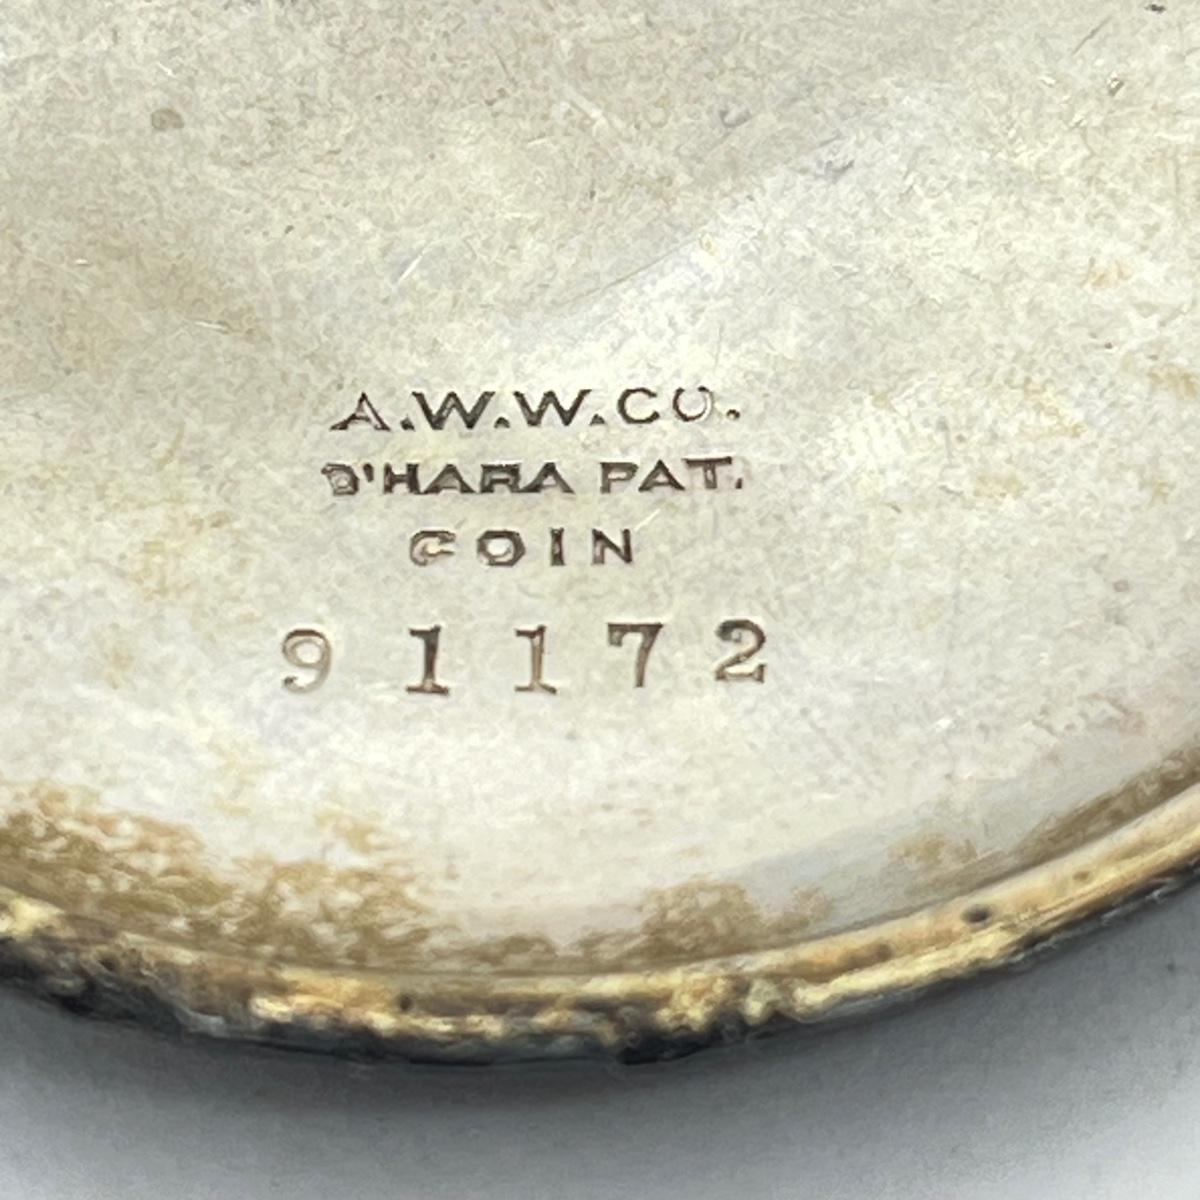 A.W.W.CO.
O'HARA PAT.
COIN
91172